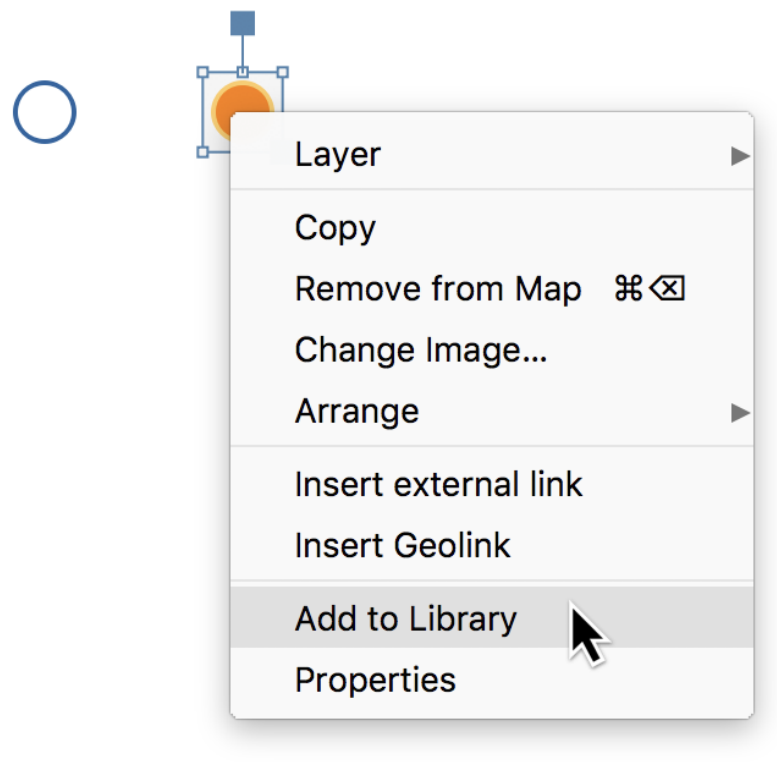 Layer
Copy
Remove from Map ⌘⌫
Change Image...
Arrange
Insert external link
Insert Geolink
Add to Library
Properties